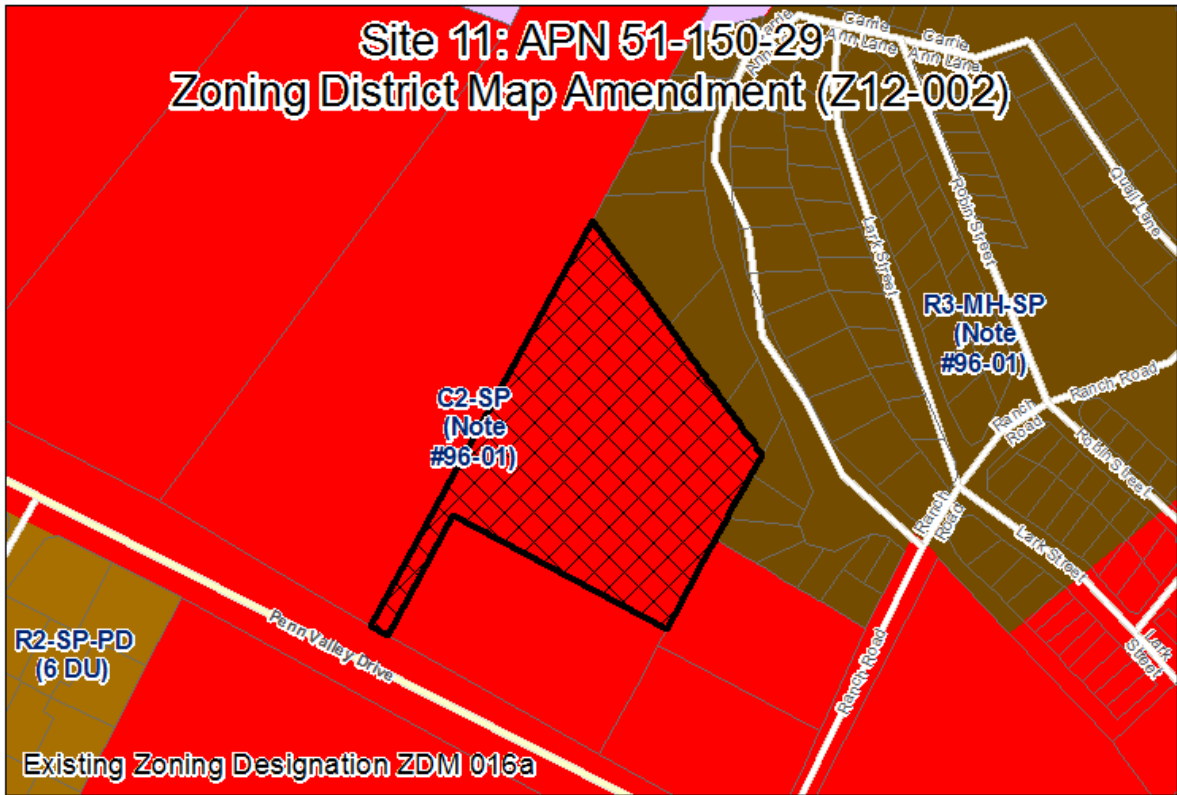 Site 11: APN 51-150-29
Zoning District Map Amendment (Z12-002)
Carrie
Ann Lane
Carrie
Ann Lane
Carrie
Ann Lane
Quail Lane
Robin Street
Lark Street
R3-MH-SP
(Note
#96-01)
Ranch Road
Ranch
Road
Robin Street
C2-SP
(Note
#96-01)
Ranch
Road
Lark Street
Lark
Street
Ranch Road
Penn Valley Drive
R2-SP-PD
(6 DU)
Existing Zoning Designation ZDM 016a